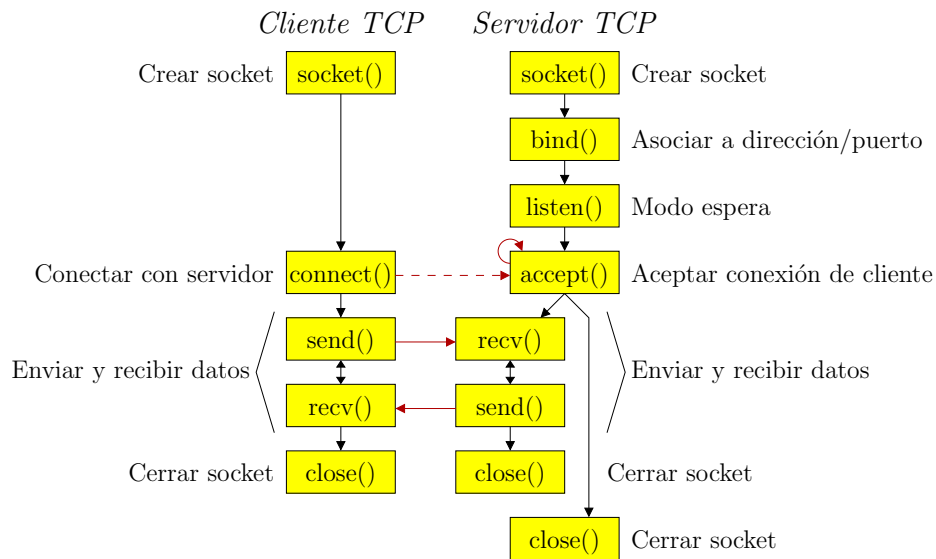 Cliente TCP Servidor TCP
Crear socket socket() socket() Crear socket
bind() Asociar a dirección/puerto
listen() Modo espera
Conectar con servidor connect() accept() Aceptar conexión de cliente
send() recv()
Enviar y recibir datos Enviar y recibir datos
recv() send()
Cerrar socket close() close() Cerrar socket
close() Cerrar socket